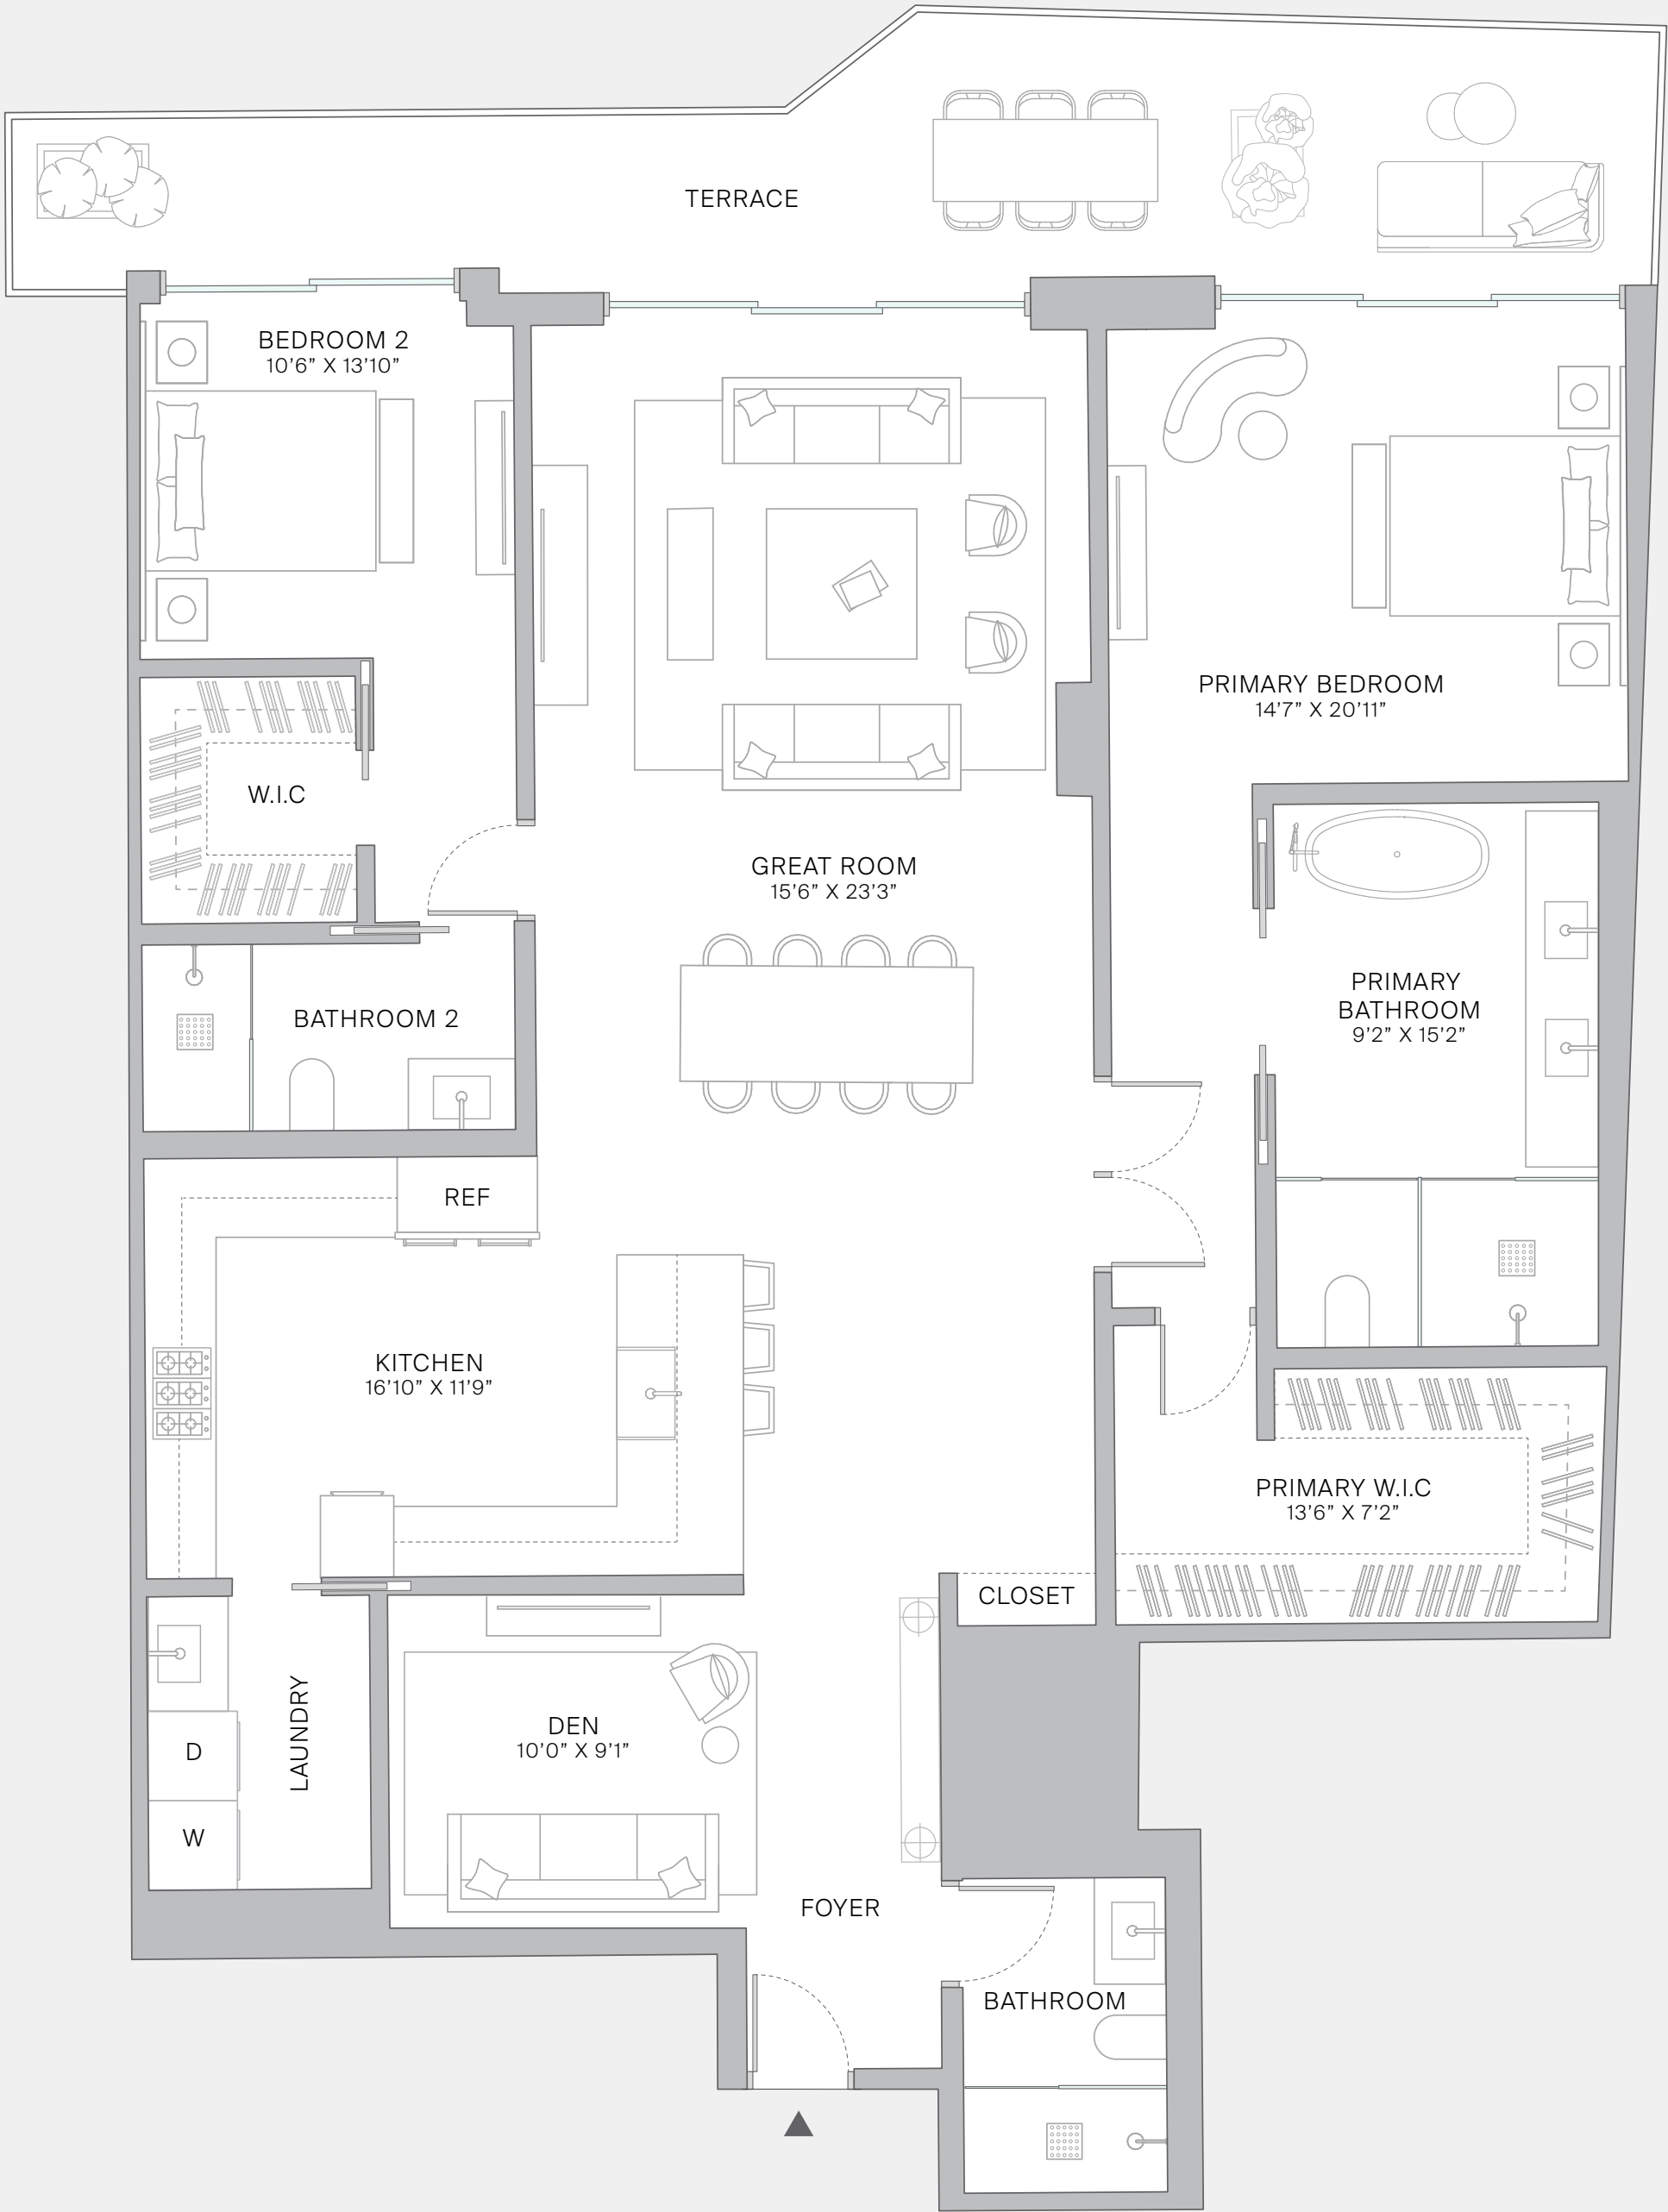 TERRACE
BEDROOM 2
10’6” X 13’10”
PRIMARY BEDROOM
14’7” X 20’11”
W.I.C
GREAT ROOM
15’6” X 23’3”
PRIMARY
BATHROOM
9’2” X 15’2”
BATHROOM 2
REF
KITCHEN
16’10” X 11’9”
PRIMARY W.I.C
13’6” X 7’2”
CLOSET
LAUNDRY
DEN
10’0” X 9’1”
D
W
FOYER
BATHROOM